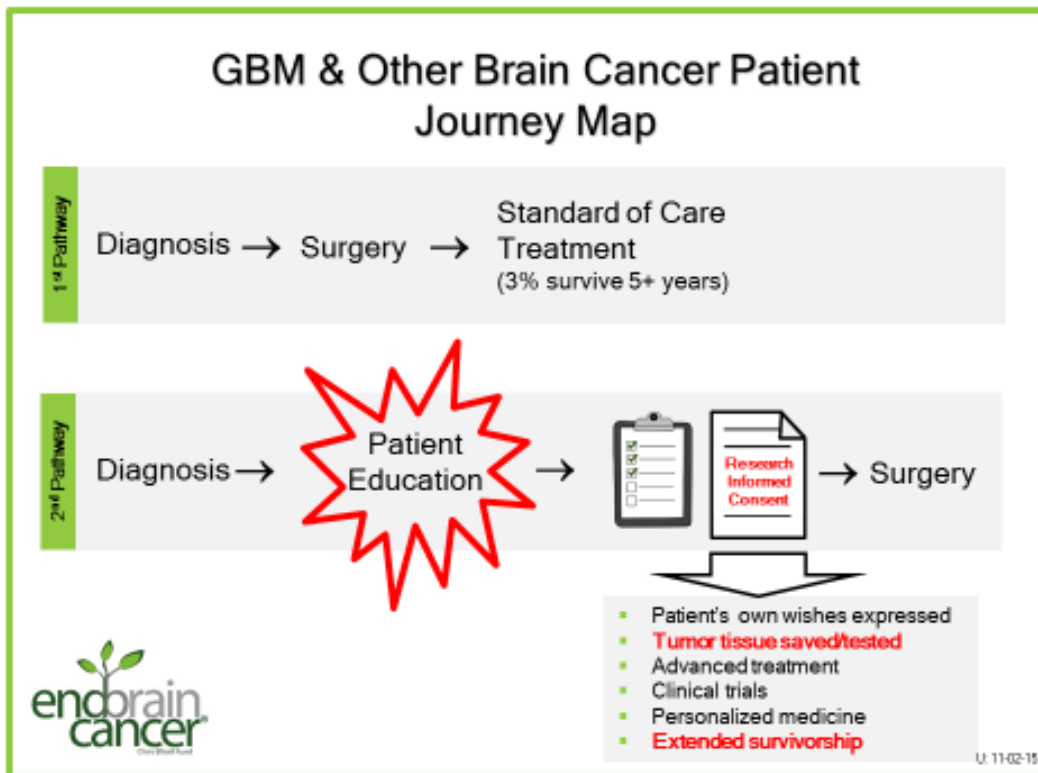 GBM & Other Brain Cancer Patient
Journey Map
1st Pathway
Diagnosis → Surgery → Standard of Care
Treatment
(3% survive 5+ years)
2nd Pathway
Diagnosis →
Patient
Education →
Research
Informed
Consent
→ Surgery
▪ Patient's own wishes expressed
▪ Tumor tissue saved/tested
▪ Advanced treatment
▪ Clinical trials
▪ Personalized medicine
▪ Extended survivorship
endbrain
cancer®
U: 11-02-15